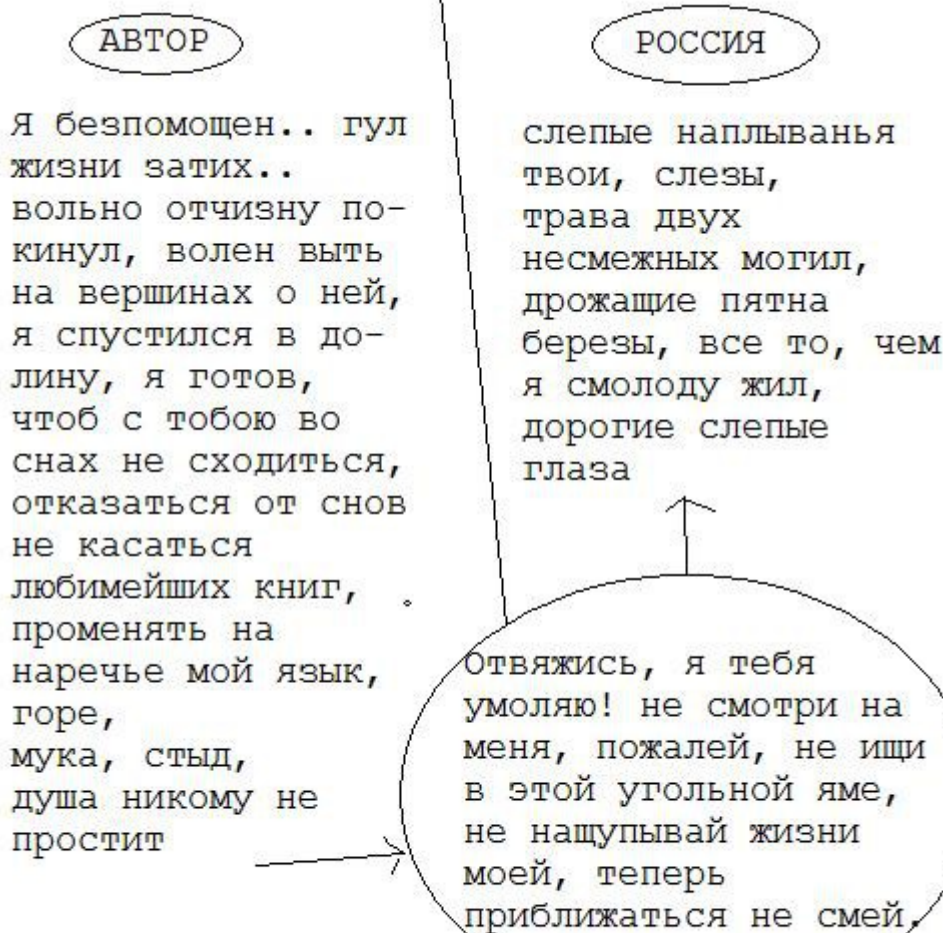 АВТОР
Я безпомощен.. гул
жизни затих..
вольно отчизну по-
кинул, волен выть
на вершинах о ней,
я спустился в до-
лину, я готов,
чтоб с тобою во
снах не сходиться,
отказаться от снов
не касаться
любимейших книг,
променять на
наречье мой язык,
горе,
мука, стыд,
душа никому не
простит
РОССИЯ
слепые наплыванья
твои, слезы,
трава двух
несмежных могил,
дрожащие пятна
березы, все то, чем
я смолоду жил,
дорогие слепые
глаза
Отвяжись, я тебя
умоляю! не смотри на
меня, пожалей, не ищи
в этой угольной яме,
не нащупывай жизни
моей, теперь
приближаться не смей.